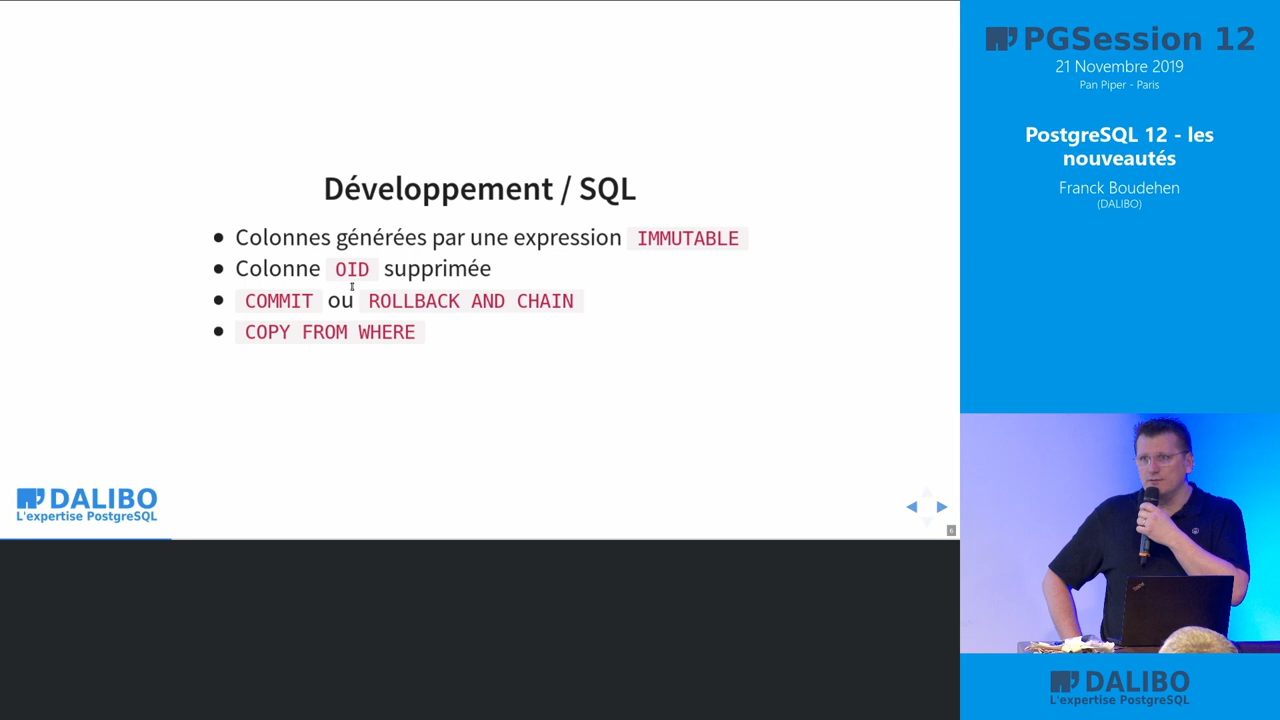 Développement / SQL
Colonnes générées par une expression IMMUTABLE
Colonne OID supprimée
COMMIT ou ROLLBACK AND CHAIN
COPY FROM WHERE
DALIBO
L'expertise PostgreSQL
6
PGSession 12
21 Novembre 2019
Pan Piper - Paris
PostgreSQL 12 - les
nouveautés
Franck Boudehen
(DALIBO)
ThinkPad
DALIBO
L'expertise PostgreSQL